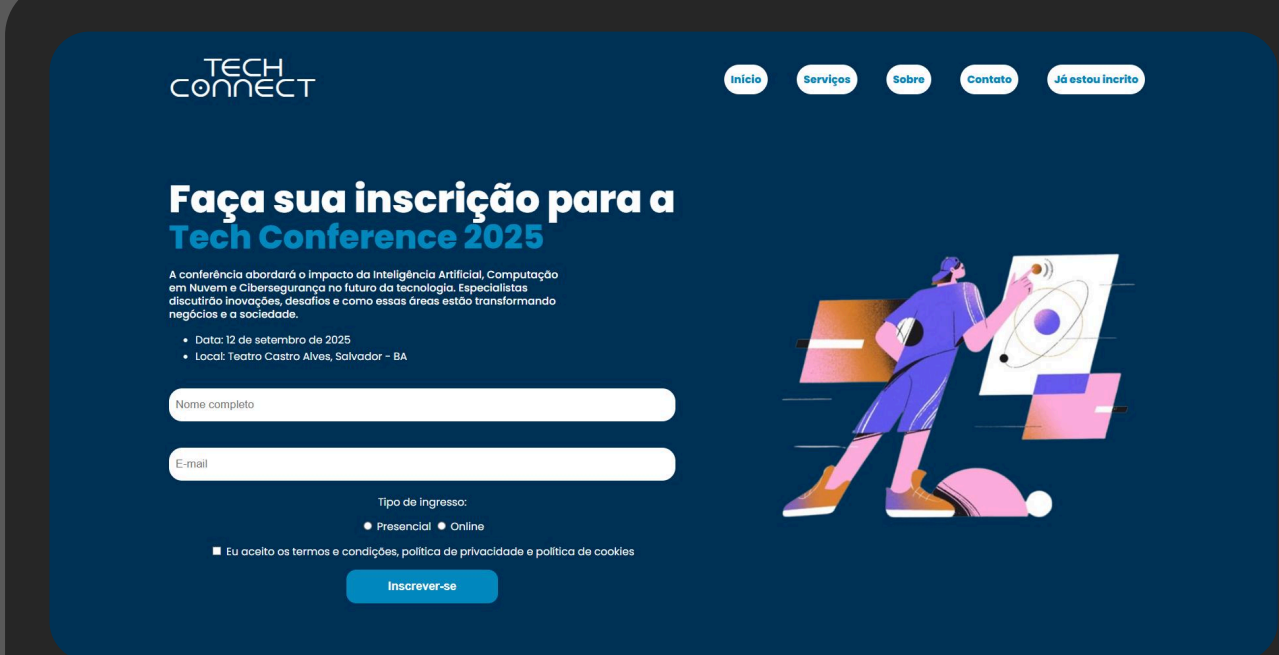 TECH
CONNECT
Início
Serviços
Sobre
Contato
Já estou incrito
Faça sua inscrição para a
Tech Conference 2025
A conferência abordará o impacto da Inteligência Artificial, Computação
em Nuvem e Cibersegurança no futuro da tecnologia. Especialistas
discutirão inovações, desafios e como essas áreas estão transformando
negócios e a sociedade.
• Data: 12 de setembro de 2025
• Local: Teatro Castro Alves, Salvador - BA
Nome completo
E-mail
Tipo de ingresso:
Presencial Online
Eu aceito os termos e condições, política de privacidade e política de cookies
Inscrever-se